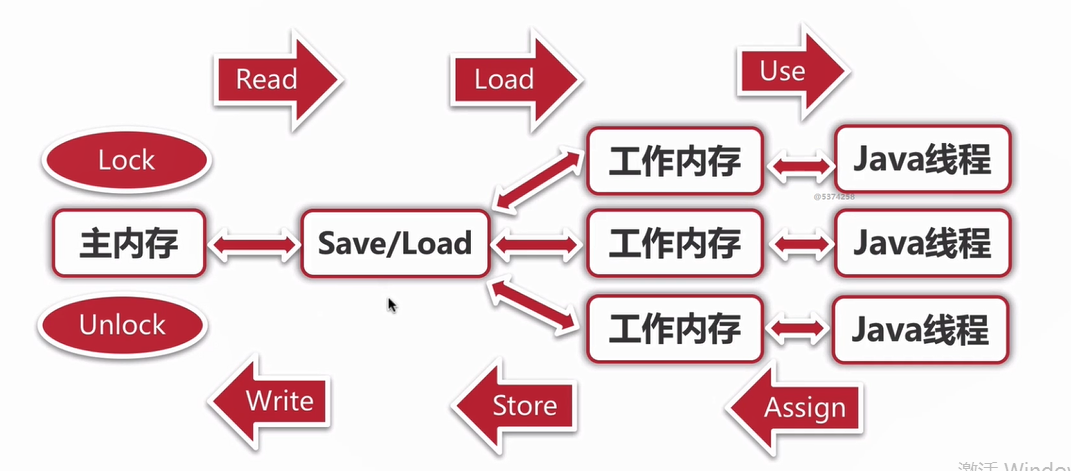 Read
Load
Use
Lock
工作内存
Java线程
@5374258
主内存
Save/Load
工作内存
Java线程
Unlock
工作内存
Java线程
Write
Store
Assign
激活 Window